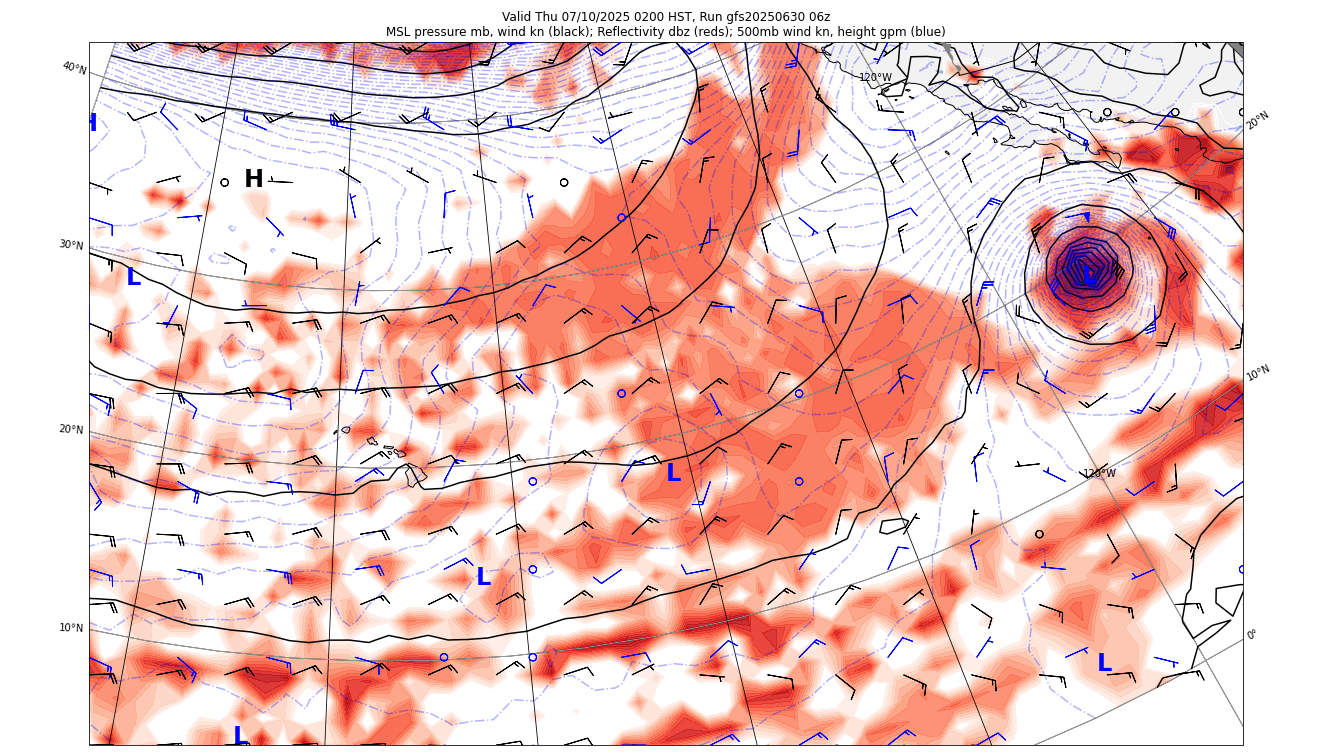 Valid Thu 07/10/2025 0200 HST, Run gfs20250630 06z
MSL pressure mb, wind kn (black); Reflectivity dbz (reds); 500mb wind kn, height gpm (blue)
40°N
120°W
20°N
H
H
30°N
L
L
10°N
20°N
L
120°W
L
10°N
0°
L
L